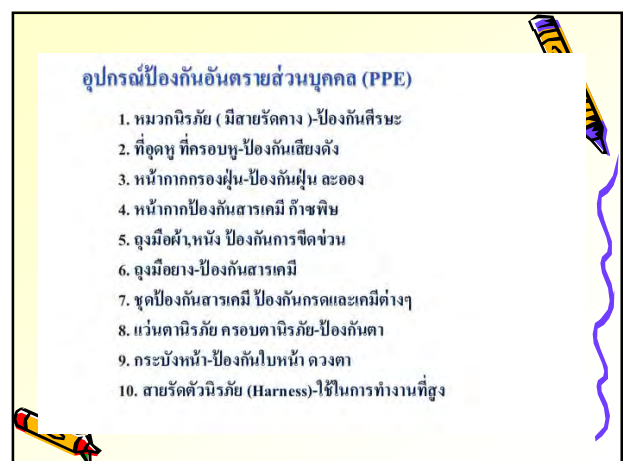 อุปกรณ์ป้องกันอันตรายส่วนบุคคล (PPE)
1. หมวกนิรภัย ( มีสายรัดคาง )-ป้องกันศีรษะ
2. ที่อุดหู ที่ครอบหู-ป้องกันเสียงดัง
3. หน้ากากกรองฝุ่น-ป้องกันฝุ่น ละออง
4. หน้ากากป้องกันสารเคมี ก๊าซพิษ
5. ถุงมือผ้า,หนัง ป้องกันการขีดข่วน
6. ถุงมือยาง-ป้องกันสารเคมี
7. ชุดป้องกันสารเคมี ป้องกันกรดและเคมีต่างๆ
8. แว่นตานิรภัย ครอบตานิรภัย-ป้องกันตา
9. กระบังหน้า-ป้องกันใบหน้า ดวงตา
10. สายรัดตัวนิรภัย (Harness)-ใช้ในการทำงานที่สูง